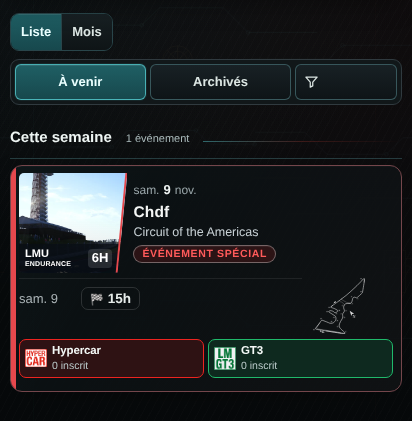 Liste Mois
À venir Archivés
Cette semaine 1 événement
sam. 9 nov.
Chdf
Circuit of the Americas
ÉVÉNEMENT SPÉCIAL
LMU
ENDURANCE
6H
sam. 9 15h
HYPER
CAR
Hypercar
0 inscrit
LM
GT3
GT3
0 inscrit